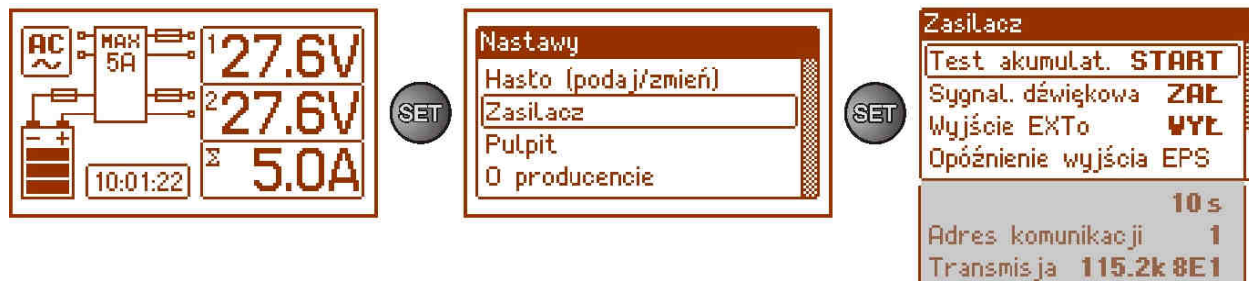 AC
MAX
5A
1 27.6V
2 27.6V
Σ 5.0A
- +
10:01:22
SET
Nastawy
Hasło (podaj/zmień)
Zasilacz
Pulpit
O producencie
SET
Zasilacz
Test akumulat. START
Sygnal. dźwiękowa ZAŁ
Wyjście EXTo WYŁ
Opóźnienie wyjścia EPS
10 s
Adres komunikacji 1
Transmisja 115.2k 8E1